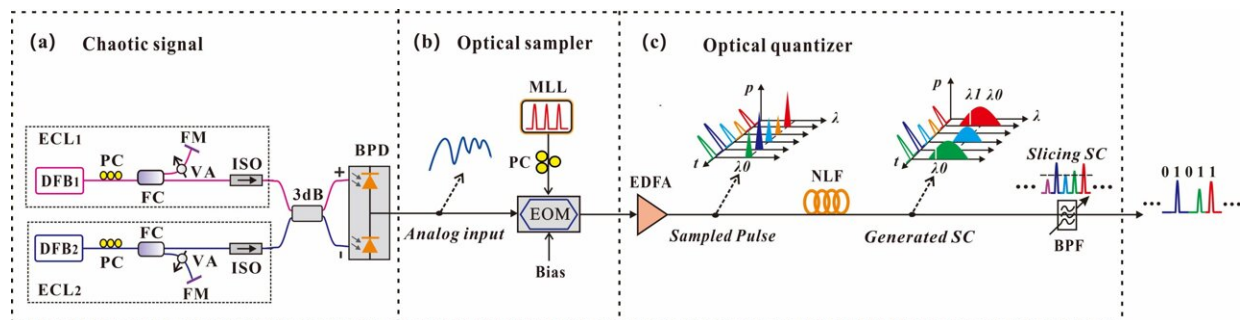 (a) Chaotic signal
ECL1
FM
PC
ISO
DFB1
VA
FC
BPD
+
3dB
-
FC
DFB2
PC
VA
ISO
FM
ECL2
(b) Optical sampler
MLL
PC
EOM
Analog input
Bias
(c) Optical quantizer
p
λ
t
λ0
EDFA
Sampled Pulse
NLF
p
λ1 λ0
λ
t
λ0
Generated SC
Slicing SC
BPF
0 1 0 1 1